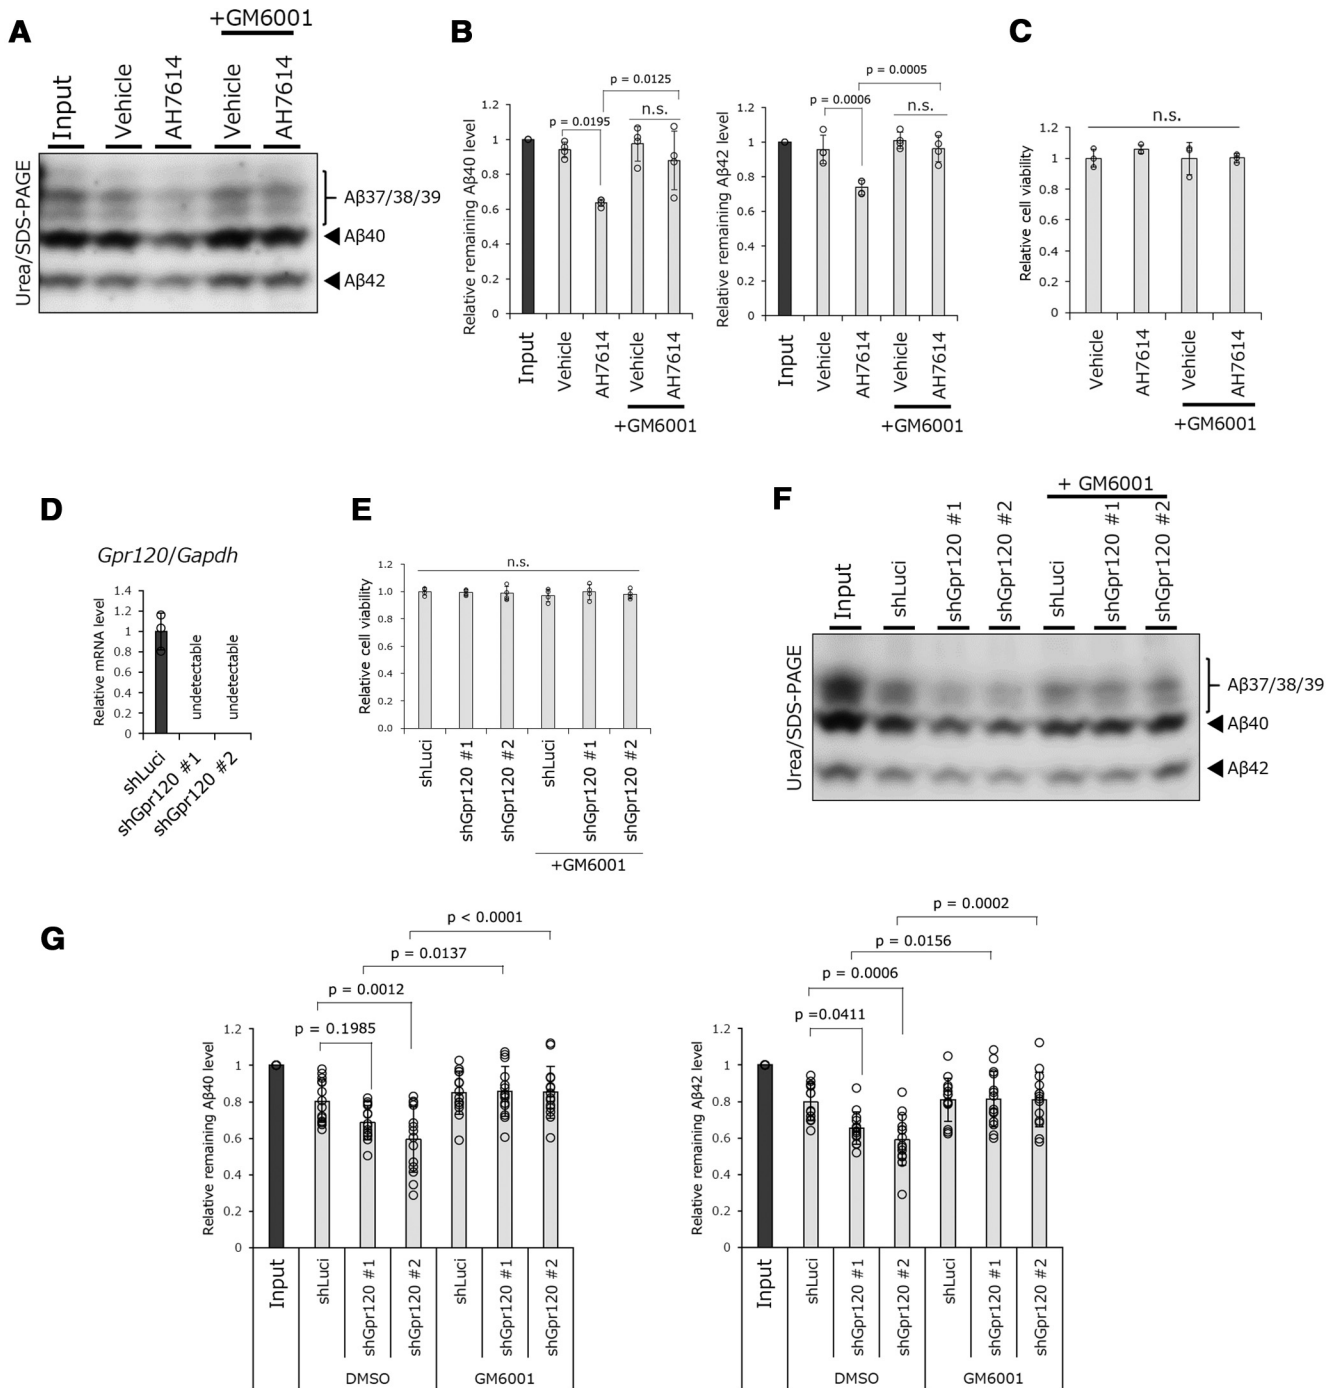 A
+GM6001
Input
Vehicle
AH7614
Vehicle
AH7614
Urea/SDS-PAGE
Aβ37/38/39
Aβ40
Aβ42
B
p = 0.0125
p = 0.0195
n.s.
Relative remaining Aβ40 level
1.2
1
0.8
0.6
0.4
0.2
0
Input
Vehicle
AH7614
Vehicle
AH7614
+GM6001
p = 0.0005
p = 0.0006
n.s.
Relative remaining Aβ42 level
1.2
1
0.8
0.6
0.4
0.2
0
Input
Vehicle
AH7614
Vehicle
AH7614
+GM6001
C
n.s.
Relative cell viability
1.2
1
0.8
0.6
0.4
0.2
0
Vehicle
AH7614
Vehicle
AH7614
+GM6001
D
Gpr120/Gapdh
Relative mRNA level
1.4
1.2
1
0.8
0.6
0.4
0.2
0
undetectable
undetectable
shLuci
shGpr120 #1
shGpr120 #2
E
n.s.
Relative cell viability
1.2
1.0
0.8
0.6
0.4
0.2
0.0
shLuci
shGpr120 #1
shGpr120 #2
shLuci
shGpr120 #1
shGpr120 #2
+GM6001
F
+ GM6001
Input
shLuci
shGpr120 #1
shGpr120 #2
shLuci
shGpr120 #1
shGpr120 #2
Urea/SDS-PAGE
Aβ37/38/39
Aβ40
Aβ42
G
p < 0.0001
p = 0.0137
p = 0.0012
p = 0.1985
Relative remaining Aβ40 level
1.2
1
0.8
0.6
0.4
0.2
0
Input
shLuci
shGpr120 #1
shGpr120 #2
shLuci
shGpr120 #1
shGpr120 #2
DMSO
GM6001
p = 0.0002
p = 0.0156
p = 0.0006
p =0.0411
Relative remaining Aβ42 level
1.2
1
0.8
0.6
0.4
0.2
0
Input
shLuci
shGpr120 #1
shGpr120 #2
shLuci
shGpr120 #1
shGpr120 #2
DMSO
GM6001